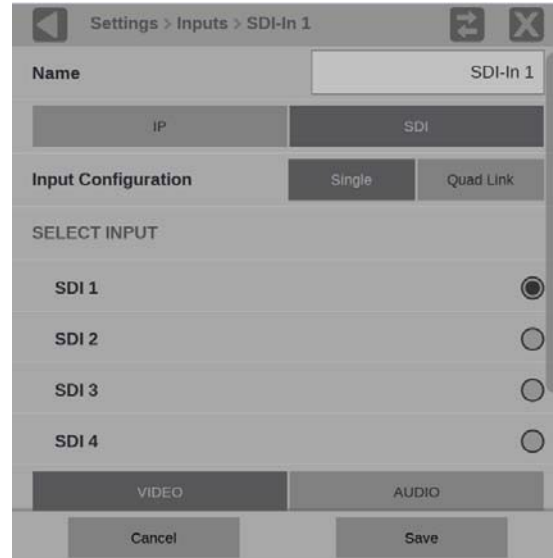 Settings > Inputs > SDI-In 1
Name SDI-In 1
IP SDI
Input Configuration Single Quad Link
SELECT INPUT
SDI 1
SDI 2
SDI 3
SDI 4
VIDEO AUDIO
Cancel Save